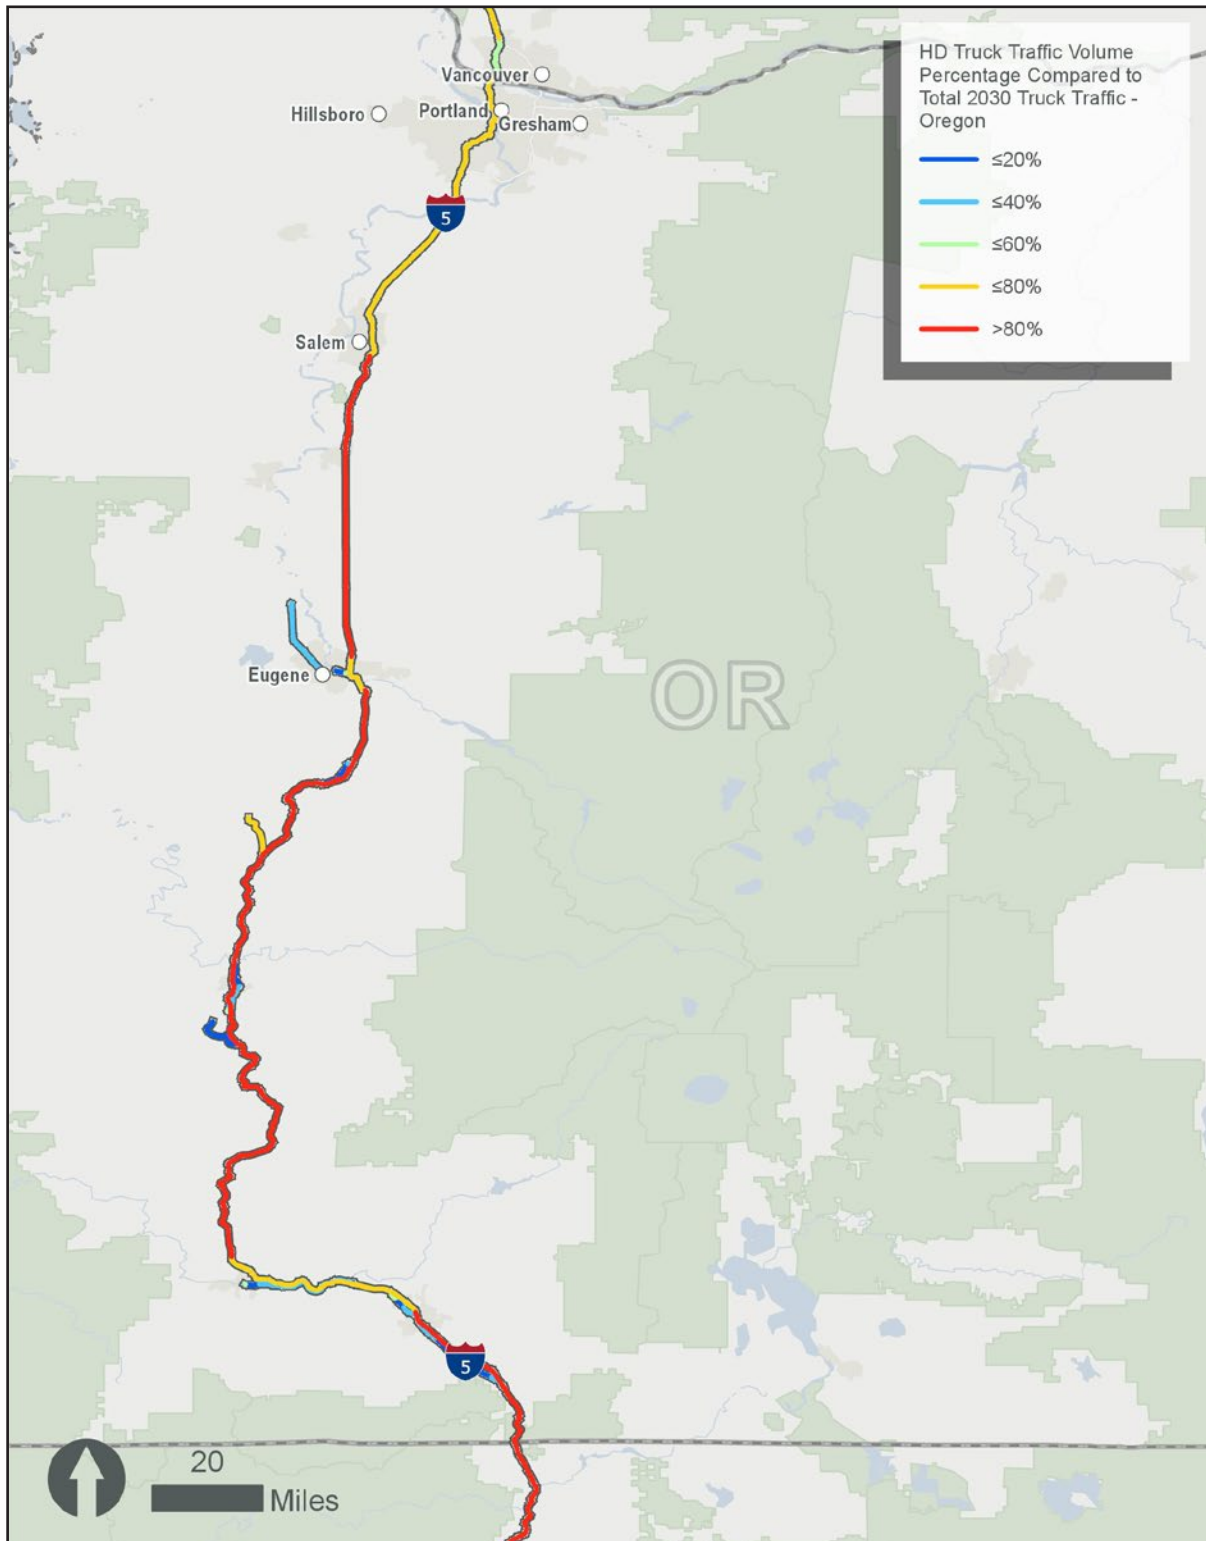 HD Truck Traffic Volume
Percentage Compared to
Total 2030 Truck Traffic -
Oregon
≤20%
≤40%
≤60%
≤80%
>80%
Vancouver
Hillsboro
Portland
Gresham
5
Salem
Eugene
OR
5
20
Miles